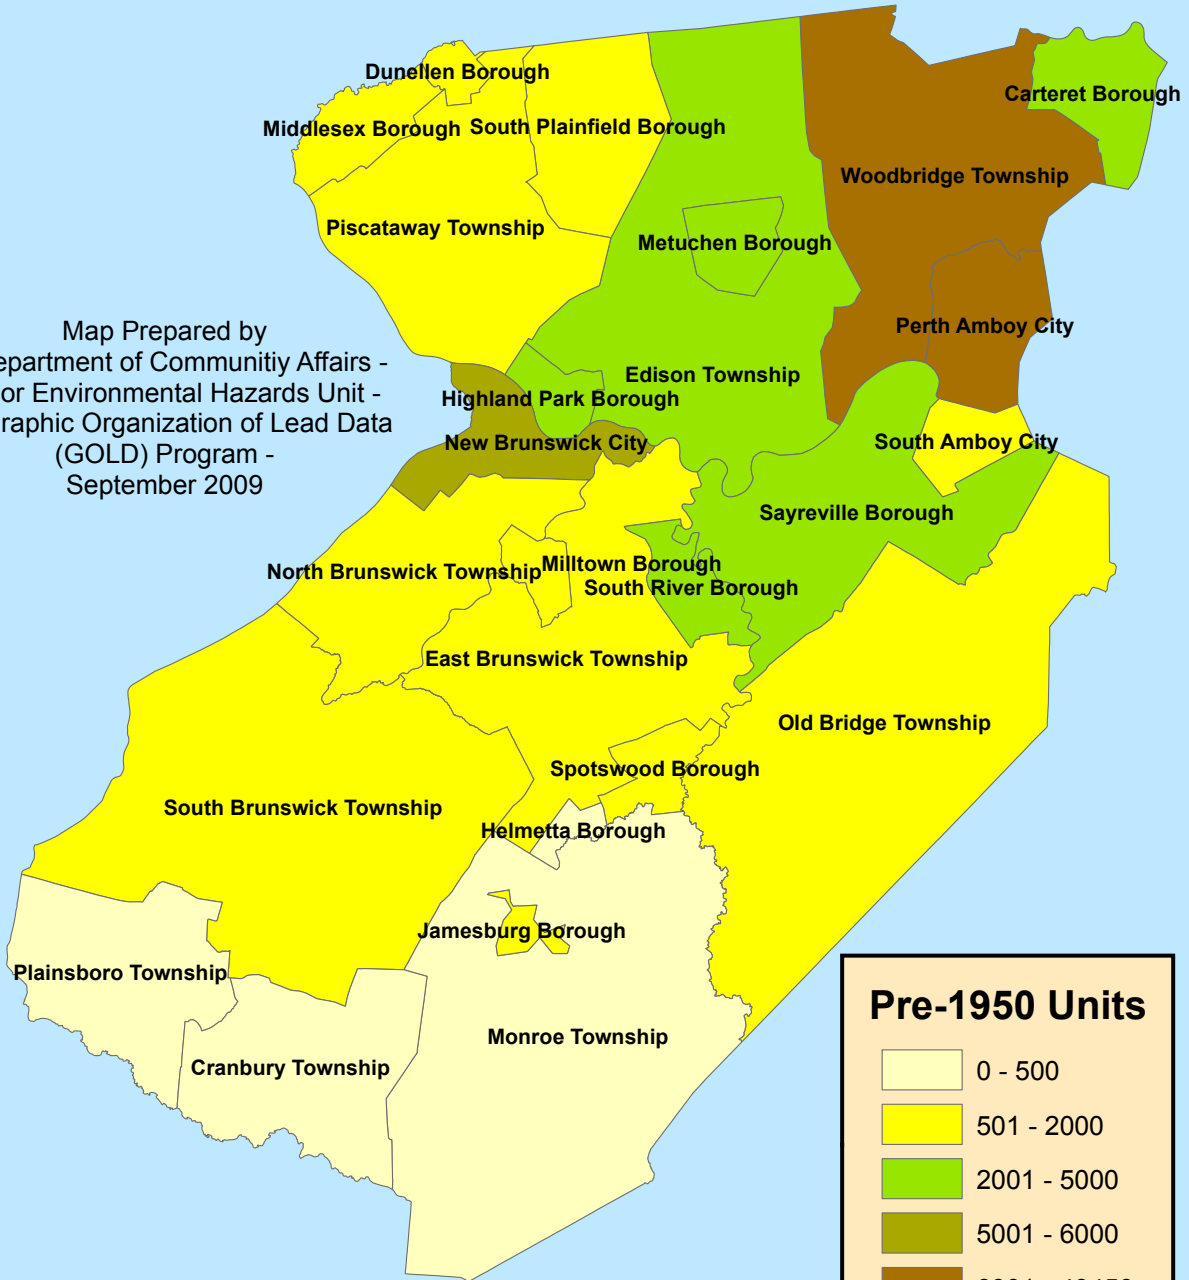 Dunellen Borough
Carteret Borough
Middlesex Borough
South Plainfield Borough
Woodbridge Township
Piscataway Township
Metuchen Borough
Perth Amboy City
Map Prepared by
epartment of Communitiy Affairs -
or Environmental Hazards Unit -
raphic Organization of Lead Data
(GOLD) Program -
September 2009
Edison Township
Highland Park Borough
New Brunswick City
South Amboy City
Sayreville Borough
North Brunswick Township
Milltown Borough
South River Borough
East Brunswick Township
Old Bridge Township
Spotswood Borough
South Brunswick Township
Helmetta Borough
Jamesburg Borough
Plainsboro Township
Monroe Township
Cranbury Township
Pre-1950 Units
0 - 500
501 - 2000
2001 - 5000
5001 - 6000